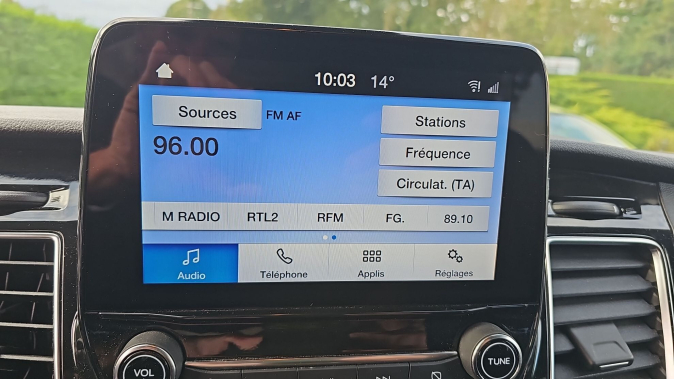 10:03 14°
Sources FM AF Stations
96.00 Fréquence
Circulat. (TA)
M RADIO RTL2 RFM FG. 89.10
Audio Téléphone Applis Réglages
VOL TUNE